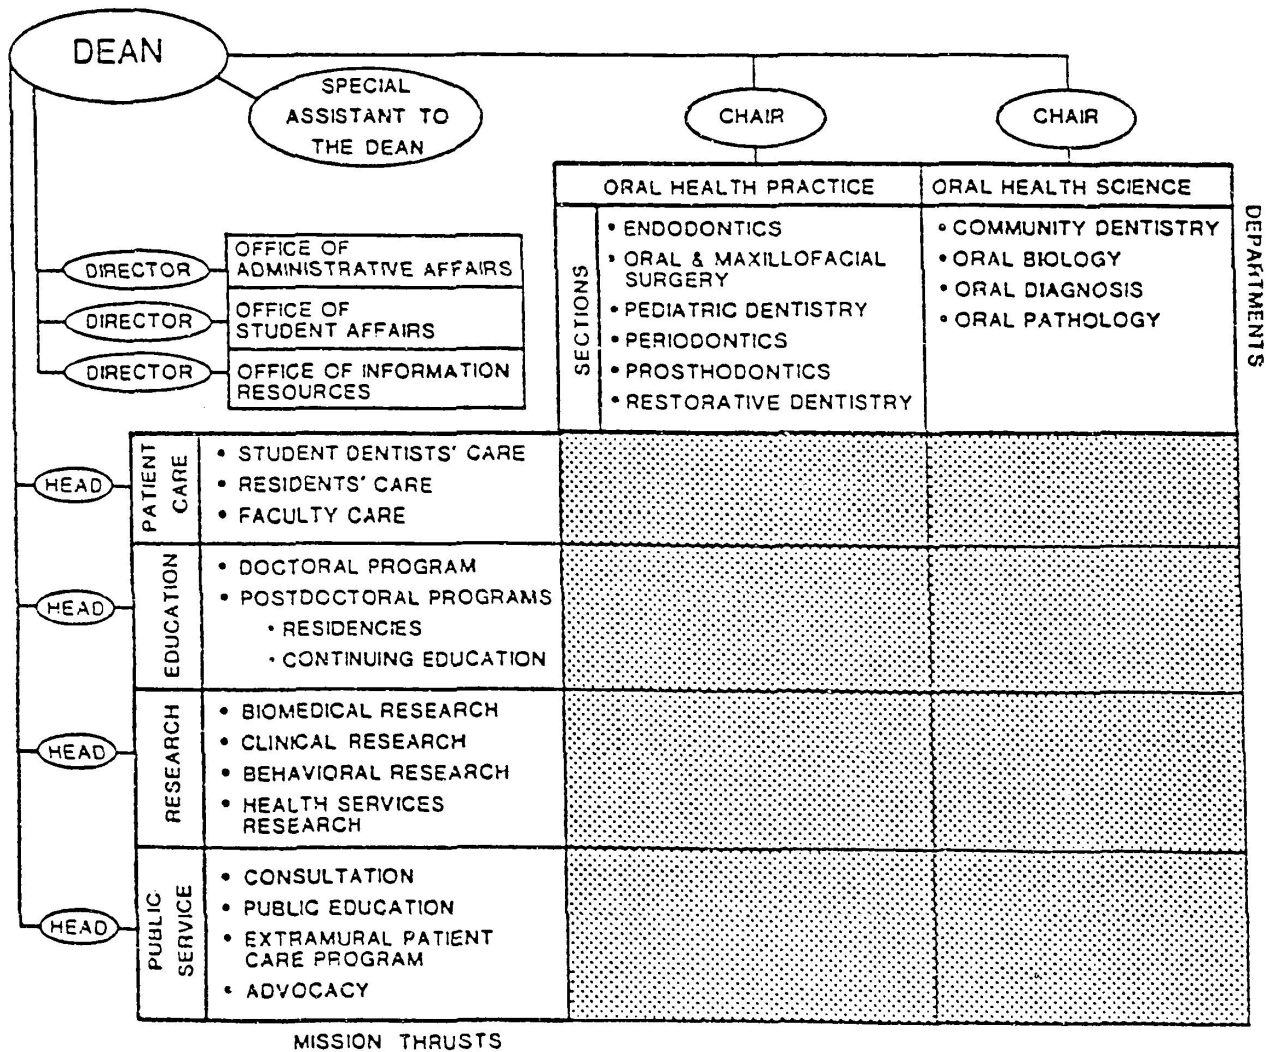 DEAN
SPECIAL
ASSISTANT TO
THE DEAN
CHAIR
CHAIR
ORAL HEALTH PRACTICE
ORAL HEALTH SCIENCE
DEPARTMENTS
SECTIONS
• ENDODONTICS
• ORAL & MAXILLOFACIAL
SURGERY
• PEDIATRIC DENTISTRY
• PERIODONTICS
• PROSTHODONTICS
• RESTORATIVE DENTISTRY
• COMMUNITY DENTISTRY
• ORAL BIOLOGY
• ORAL DIAGNOSIS
• ORAL PATHOLOGY
DIRECTOR
OFFICE OF
ADMINISTRATIVE AFFAIRS
DIRECTOR
OFFICE OF
STUDENT AFFAIRS
DIRECTOR
OFFICE OF INFORMATION
RESOURCES
HEAD
PATIENT
CARE
• STUDENT DENTISTS' CARE
• RESIDENTS' CARE
• FACULTY CARE
HEAD
EDUCATION
• DOCTORAL PROGRAM
• POSTDOCTORAL PROGRAMS
• RESIDENCIES
• CONTINUING EDUCATION
HEAD
RESEARCH
• BIOMEDICAL RESEARCH
• CLINICAL RESEARCH
• BEHAVIORAL RESEARCH
• HEALTH SERVICES
RESEARCH
HEAD
PUBLIC
SERVICE
• CONSULTATION
• PUBLIC EDUCATION
• EXTRAMURAL PATIENT
CARE PROGRAM
• ADVOCACY
MISSION THRUSTS